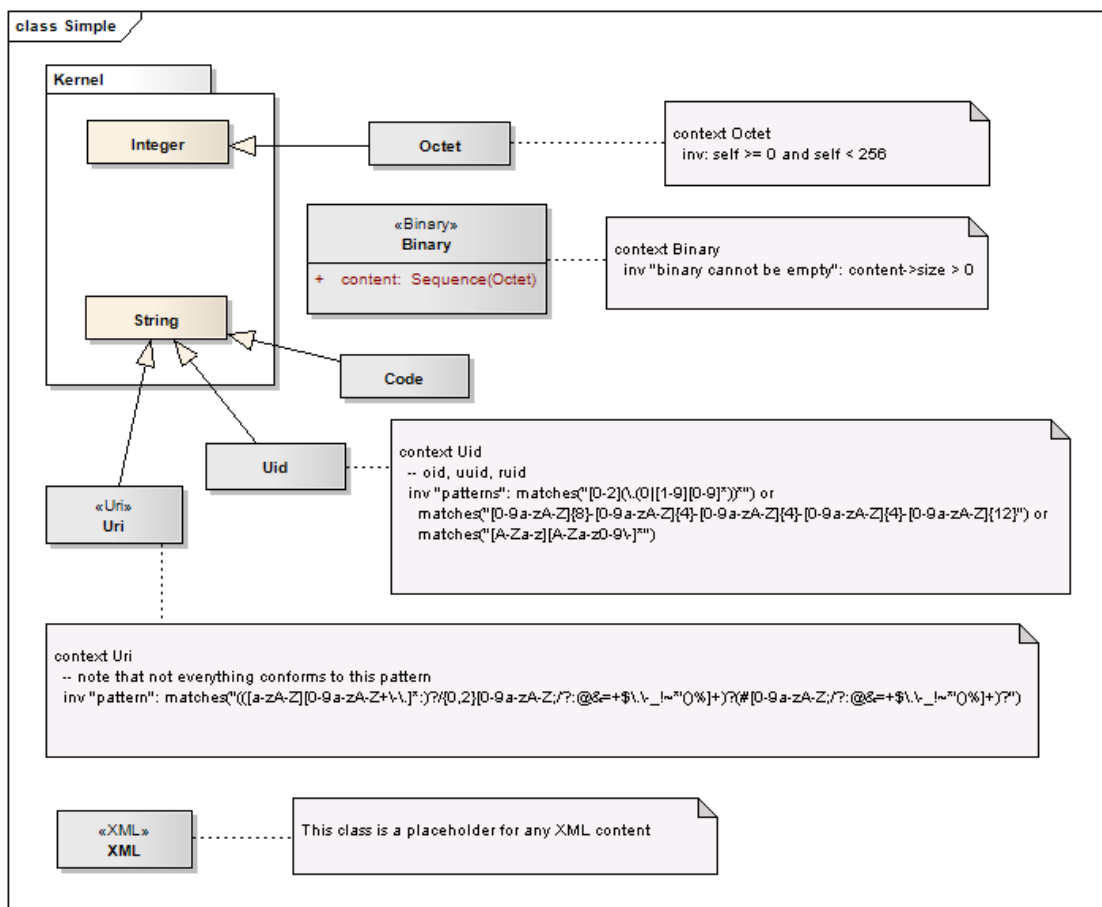 class Simple
Kernel
Integer
Octet
context Octet
inv: self >= 0 and self < 256
«Binary»
Binary
+ content: Sequence(Octet)
context Binary
inv "binary cannot be empty": content->size > 0
String
Code
Uid
context Uid
-- oid, uuid, ruid
inv "patterns": matches("[0-2](\.(0|[1-9][0-9]*))*") or
matches("[0-9a-zA-Z]{8}-[0-9a-zA-Z]{4}-[0-9a-zA-Z]{4}-[0-9a-zA-Z]{4}-[0-9a-zA-Z]{12}") or
matches("[A-Za-z][A-Za-z0-9\-]*")
«Uri»
Uri
context Uri
-- note that not everything conforms to this pattern
inv "pattern": matches("(([a-zA-Z][0-9a-zA-Z+\-\.]*:)?/{0,2}[0-9a-zA-Z;/?:@&=+$\.\-_!~*'()%]+)?(#[0-9a-zA-Z;/?:@&=+$\.\-_!~*'()%]+)?")
«XML»
XML
This class is a placeholder for any XML content